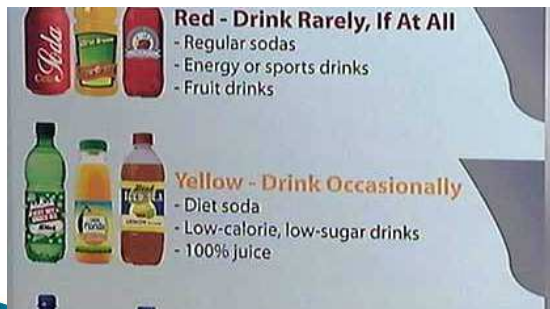 Soda
Red - Drink Rarely, If At All
- Regular sodas
- Energy or sports drinks
- Fruit drinks
Yellow - Drink Occasionally
- Diet soda
- Low-calorie, low-sugar drinks
- 100% juice